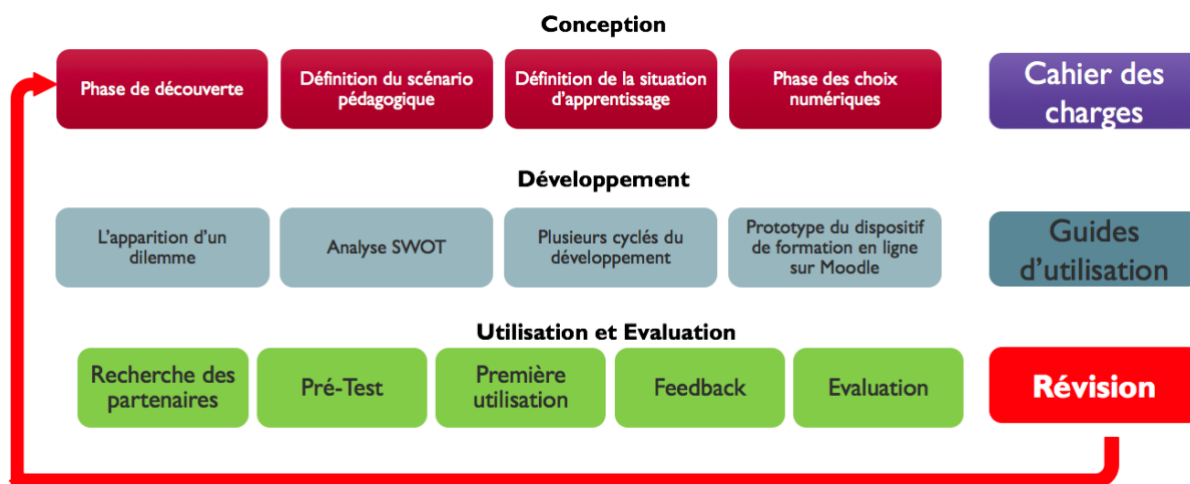 Conception
Phase de découverte
Définition du scénario
pédagogique
Définition de la situation
d'apprentissage
Phase des choix
numériques
Cahier des
charges
Développement
L'apparition d'un
dilemme
Analyse SWOT
Plusieurs cyclés du
développement
Prototype du dispositif
de formation en ligne
sur Moodle
Guides
d'utilisation
Utilisation et Evaluation
Recherche des
partenaires
Pré-Test
Première
utilisation
Feedback
Evaluation
Révision